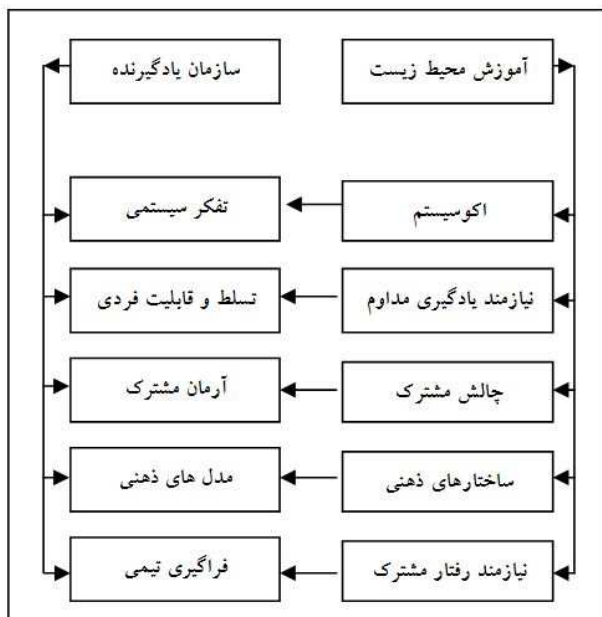 آموزش محیط زیست
سازمان یادگیرنده
اکوسیستم
تفکر سیستمی
نیازمند یادگیری مداوم
تسلط و قابلیت فردی
چالش مشترک
آرمان مشترک
ساختارهای ذهنی
مدل های ذهنی
نیازمند رفتار مشترک
فراگیری تیمی